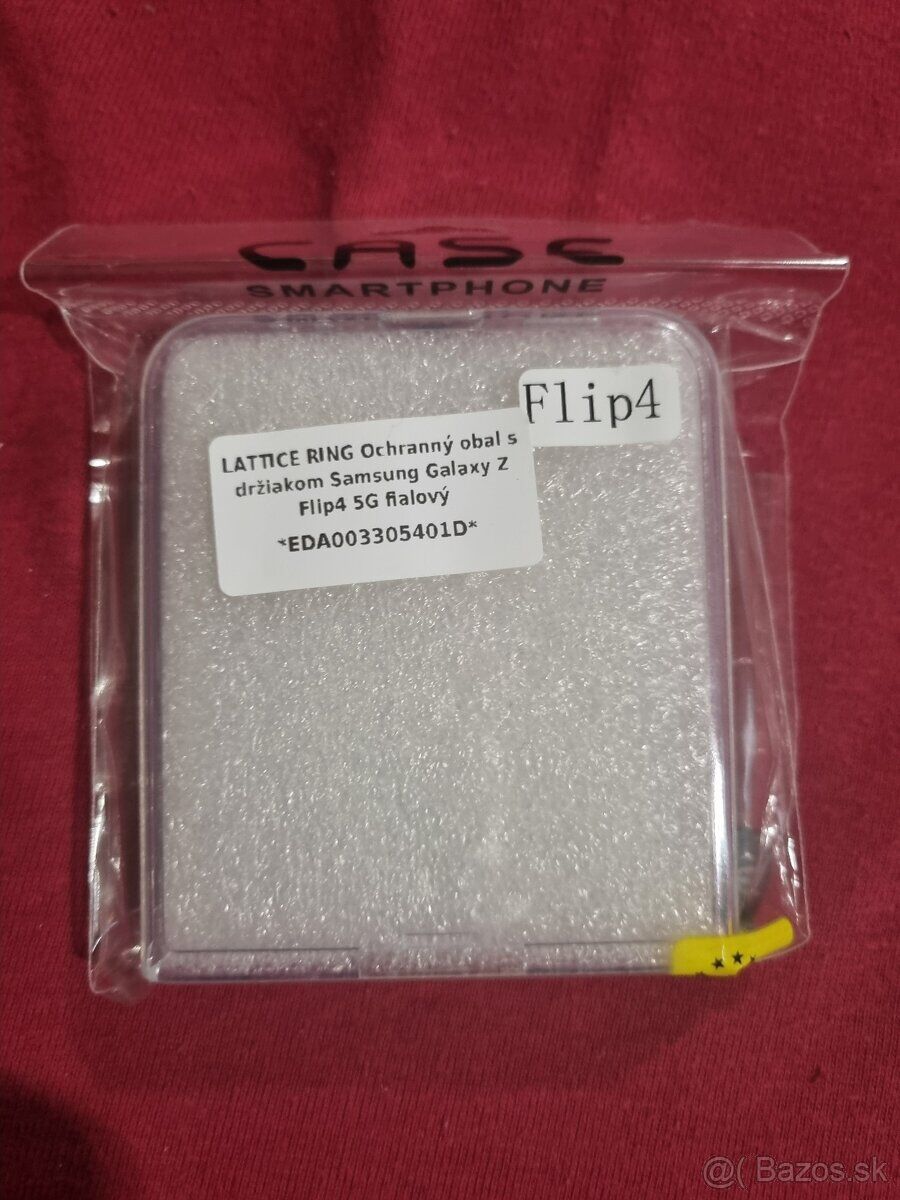 CASE
SMARTPHONE
Flip4
LATTICE RING Ochranný obal s
držiakom Samsung Galaxy Z
Flip4 5G fialový
*EDA003305401D*
@( Bazos.sk